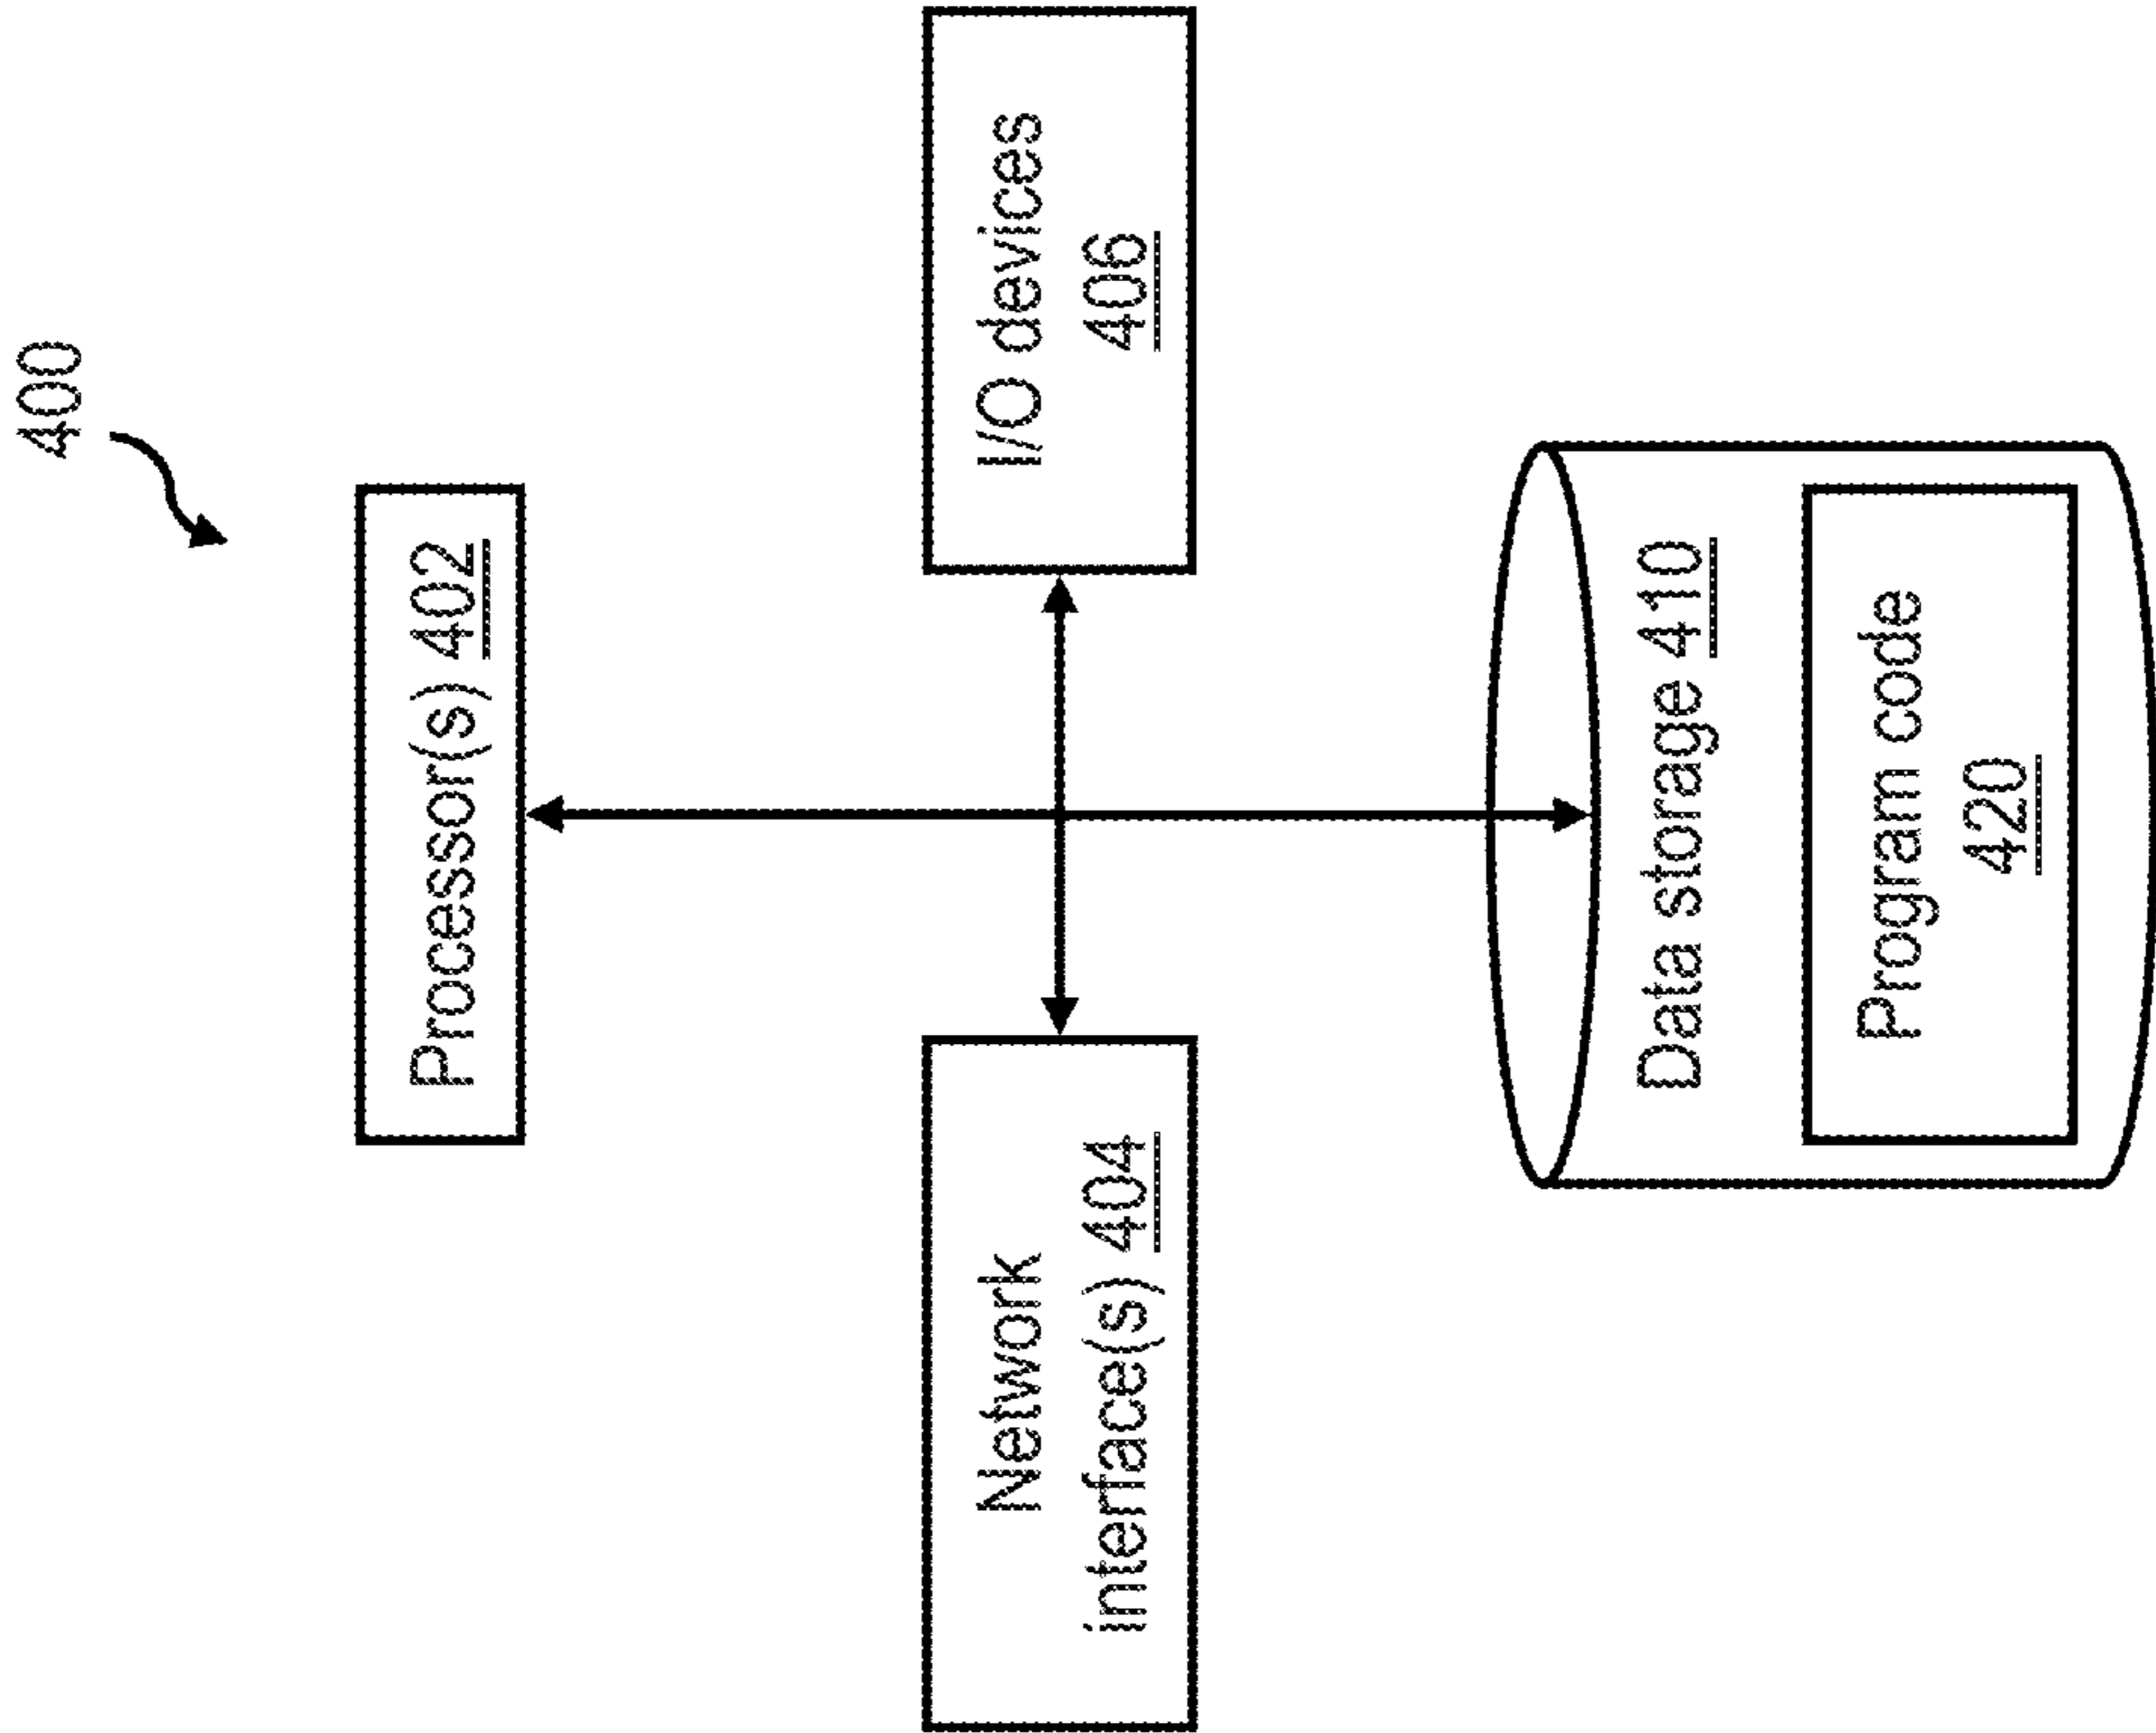 400
Processor(s) 402
Network
interface(s) 404
I/O devices
406
Data storage 410
Program code
420